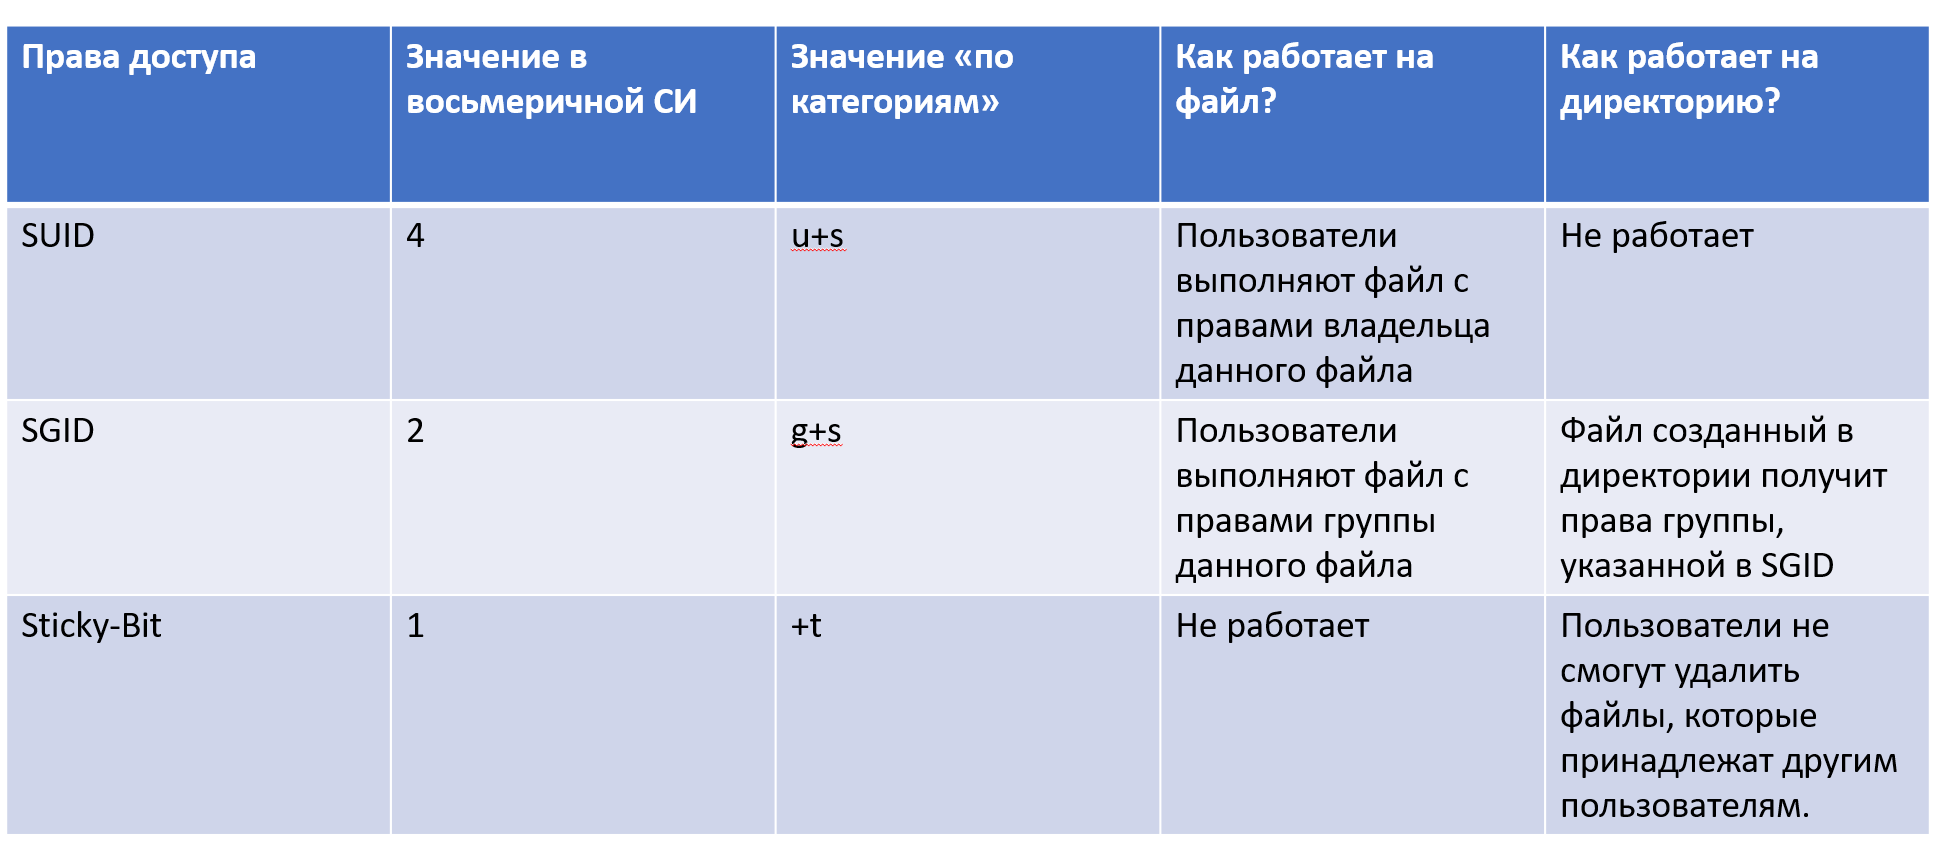 Права доступа
Значение в
восьмеричной СИ
Значение «по
категориям»
Как работает на
файл?
Как работает на
директорию?
SUID
4
u+s
Пользователи
выполняют файл с
правами владельца
данного файла
Не работает
SGID
2
g+s
Пользователи
выполняют файл с
правами группы
данного файла
Файл созданный в
директории получит
права группы,
указанной в SGID
Sticky-Bit
1
+t
Не работает
Пользователи не
смогут удалить
файлы, которые
принадлежат другим
пользователям.